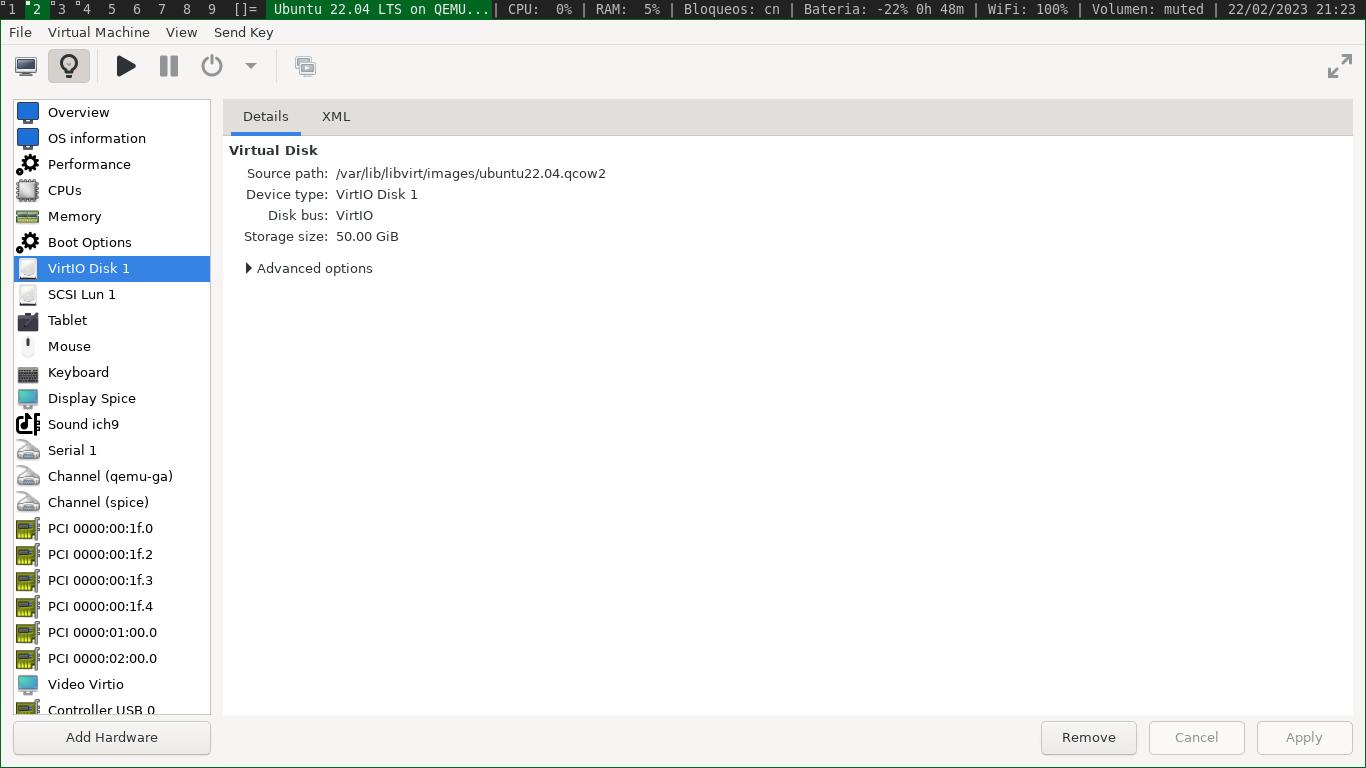 1 2 3 4 5 6 7 8 9 []= Ubuntu 22.04 LTS on QEMU...| CPU: 0% | RAM: 5% | Bloqueos: cn | Bateria: -22% 0h 48m | WiFi: 100% | Volumen: muted | 22/02/2023 21:23
File Virtual Machine View Send Key
Details XML
Overview
OS information
Performance
CPUs
Memory
Boot Options
VirtIO Disk 1
SCSI Lun 1
Tablet
Mouse
Keyboard
Display Spice
Sound ich9
Serial 1
Channel (qemu-ga)
Channel (spice)
PCI 0000:00:1f.0
PCI 0000:00:1f.2
PCI 0000:00:1f.3
PCI 0000:00:1f.4
PCI 0000:01:00.0
PCI 0000:02:00.0
Video Virtio
Controller USB 0
Virtual Disk
Source path: /var/lib/libvirt/images/ubuntu22.04.qcow2
Device type: VirtIO Disk 1
Disk bus: VirtIO
Storage size: 50.00 GiB
Advanced options
Add Hardware
Remove Cancel Apply